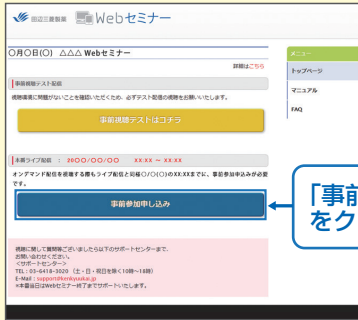 田辺三菱製薬 Webセミナー
〇月〇日(〇) △△△ Webセミナー
詳細はこちら
事前視聴テスト配信
視聴環境に問題がないことを確認いただくため、必ずテスト配信の視聴をお願いいたします。
事前視聴テストはコチラ
本番ライブ配信 : 20〇〇/〇〇/〇〇 XX:XX ～ XX:XX
オンデマンド配信を視聴する際もライブ配信と同様〇/〇(〇)のXX:XXまでに、事前参加申し込みが必要
です。
事前参加申し込み
視聴に関して質問等ございましたら以下のサポートセンターまで、
お問い合わせください。
<サポートセンター>
TEL：03-6418-3020 (土・日・祝日を除く10時～18時)
E-Mail：support@kenkyuukai.jp
※本番当日はWebセミナー終了までサポートいたします。
メニュー
トップページ
マニュアル
FAQ
「事前
をク